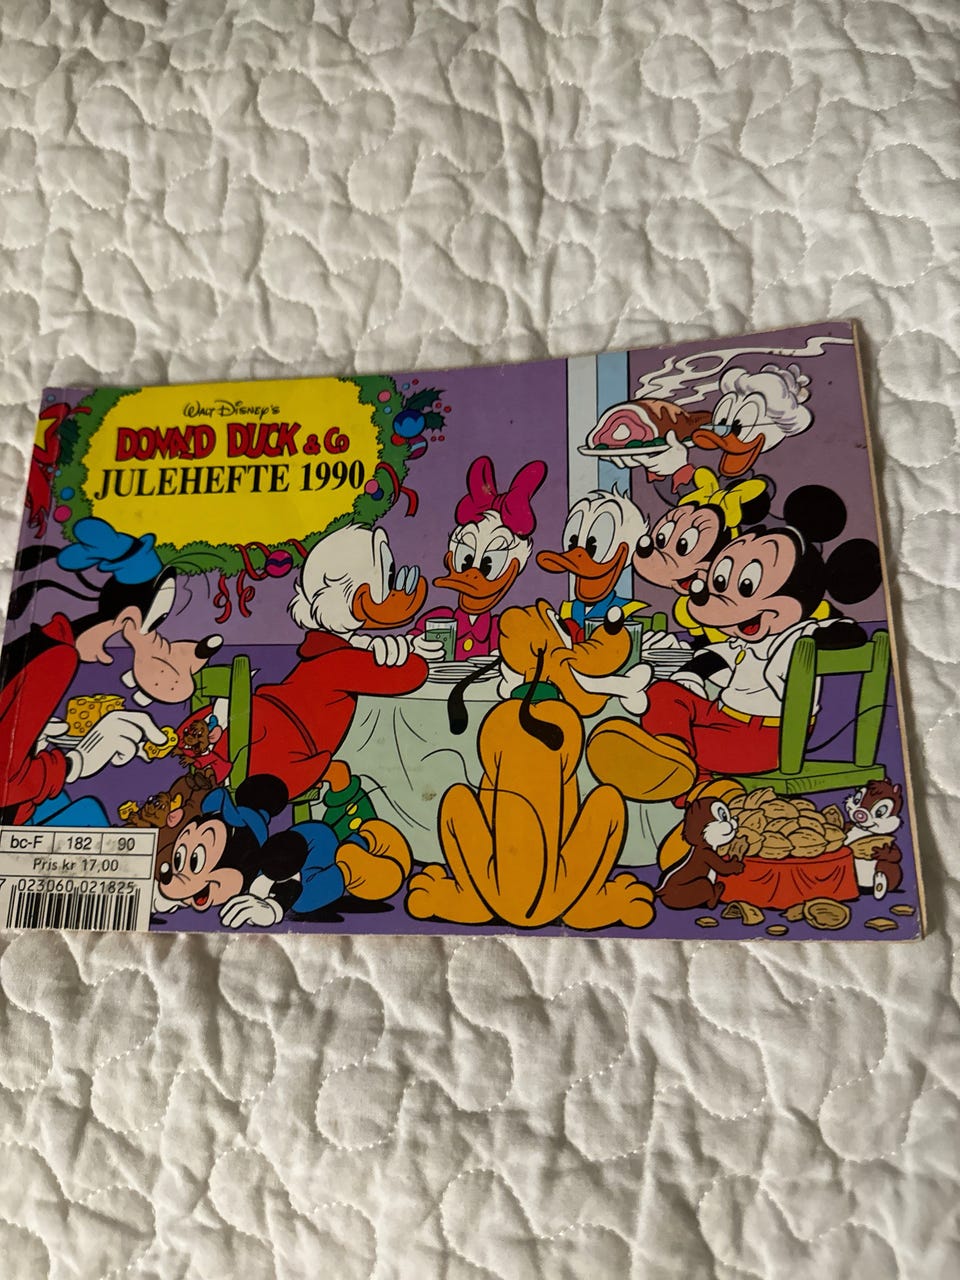 WALT DISNEY'S
DONALD DUCK & Co
JULEHEFTE 1990
bc-F 182 90
Pris kr 17,00
7 023060 021825